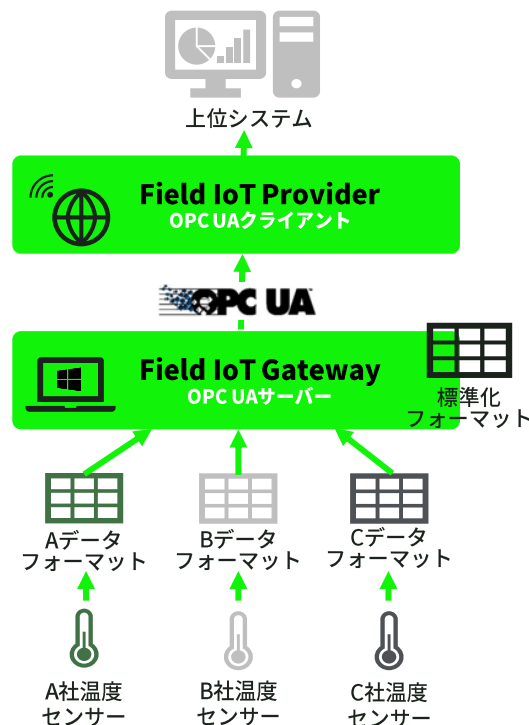 上位システム
Field IoT Provider
OPC UAクライアント
OPC UA
Field IoT Gateway
OPC UAサーバー
標準化
フォーマット
Aデータ
フォーマット
Bデータ
フォーマット
Cデータ
フォーマット
A社温度
センサー
B社温度
センサー
C社温度
センサー